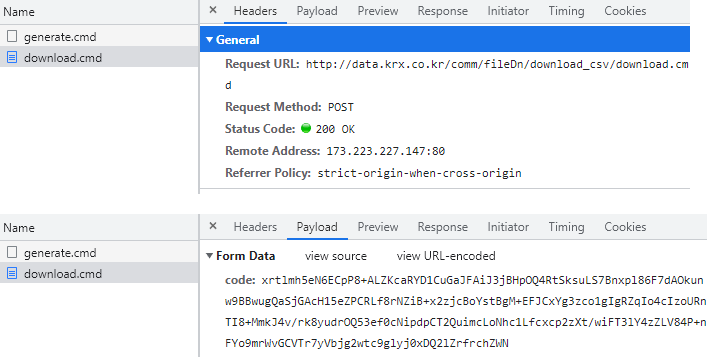 Name
× Headers Payload Preview Response Initiator Timing Cookies
generate.cmd
▼ General
download.cmd
Request URL: http://data.krx.co.kr/comm/fileDn/download_csv/download.cm
d
Request Method: POST
Status Code: 200 OK
Remote Address: 173.223.227.147:80
Referrer Policy: strict-origin-when-cross-origin
Name
× Headers Payload Preview Response Initiator Timing Cookies
generate.cmd
▼ Form Data view source view URL-encoded
download.cmd
code: xrtlmh5eN6ECpP8+ALZKcaRYD1CuGaJFAiJ3jBHpOQ4RtSksuLS7Bnxpl86F7dAOkun
w9BBwugQaSjGAcH15eZPCRLf8rNZiB+x2zjcBoYstBgM+EFJCxYg3zco1gIgRZqIo4cIzoURn
TI8+MmkJ4v/rk8yudrOQ53ef0cNipdpCT2QuimcLoNhc1Lfcxcp2zXt/wiFT3lY4zZLV84P+n
FYo9mrWvGCVTr7yVbjg2wtc9glyj0xDQ2lZrfrchZWN